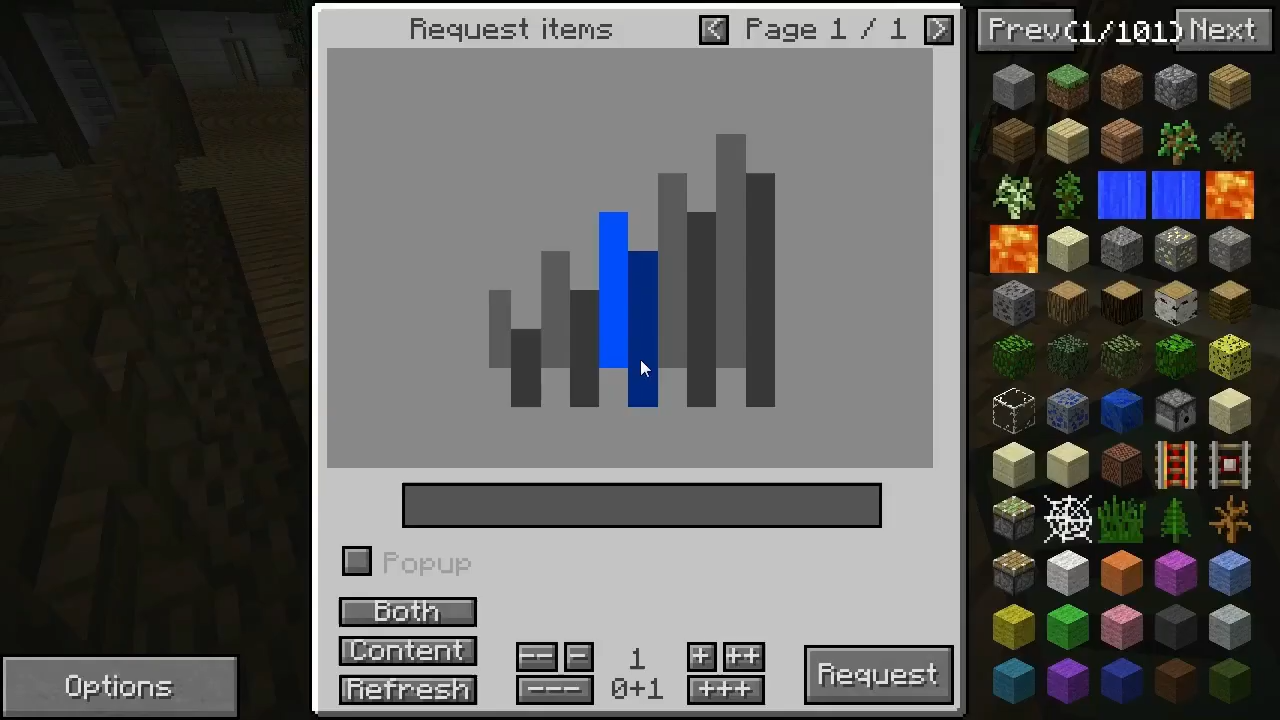 Request items
< Page 1 / 1 >
Prev (1/101) Next
Popup
Both
Content
Refresh
-- - 1 + ++
--- 0+1 +++
Request
Options